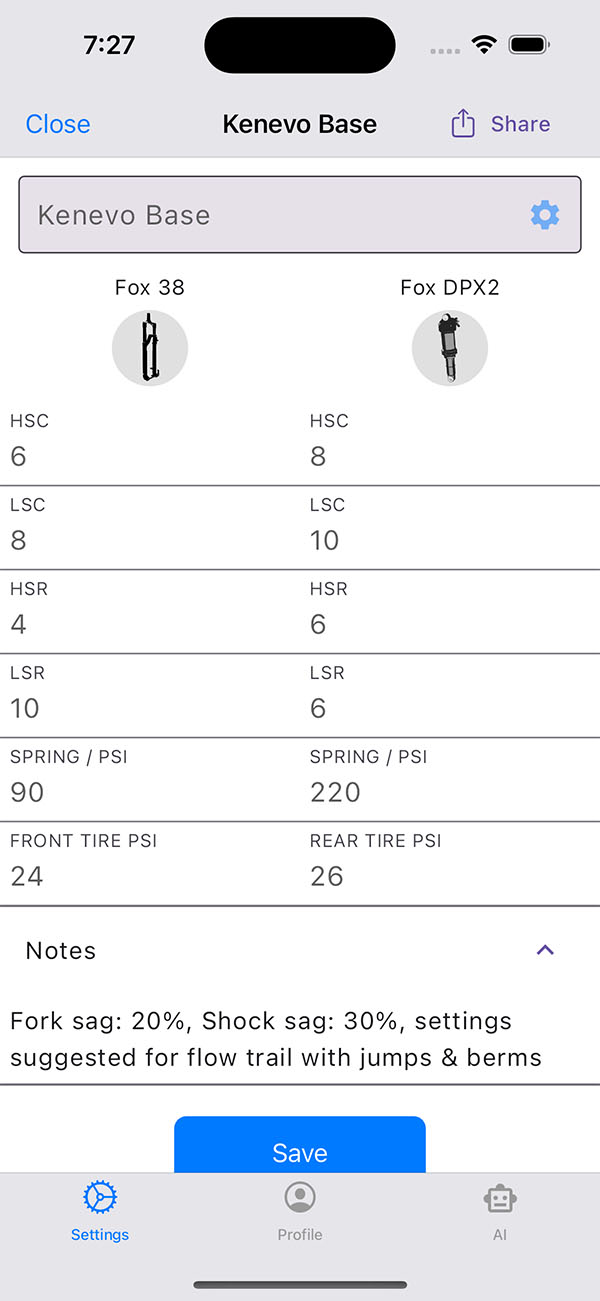 7:27
Close
Kenevo Base
Share
Kenevo Base
Fox 38
Fox DPX2
HSC
HSC
6
8
LSC
LSC
8
10
HSR
HSR
4
6
LSR
LSR
10
6
SPRING / PSI
SPRING / PSI
90
220
FRONT TIRE PSI
REAR TIRE PSI
24
26
Notes
Fork sag: 20%, Shock sag: 30%, settings
suggested for flow trail with jumps & berms
Save
Settings
Profile
AI